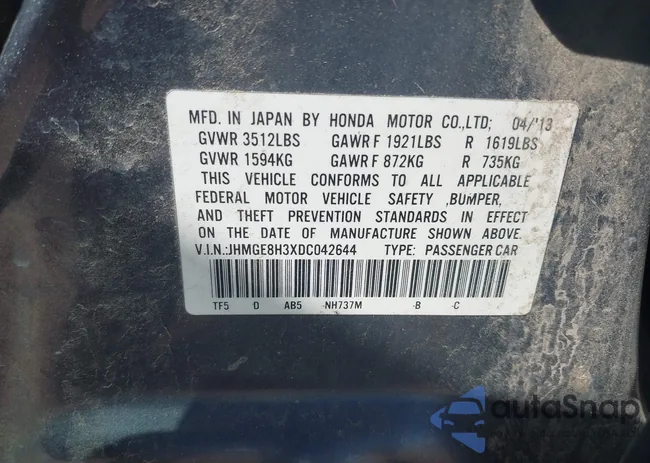 MFD. IN JAPAN BY HONDA MOTOR CO.,LTD; 04/'13
GVWR 3512LBS GAWR F 1921LBS R 1619LBS
GVWR 1594KG GAWR F 872KG R 735KG
THIS VEHICLE CONFORMS TO ALL APPLICABLE
FEDERAL MOTOR VEHICLE SAFETY ,BUMPER,
AND THEFT PREVENTION STANDARDS IN EFFECT
ON THE DATE OF MANUFACTURE SHOWN ABOVE.
V.I.N.:JHMGE8H3XDC042644 TYPE: PASSENGER CAR
TF5 D AB5 -NH737M -B -C
autoSnap